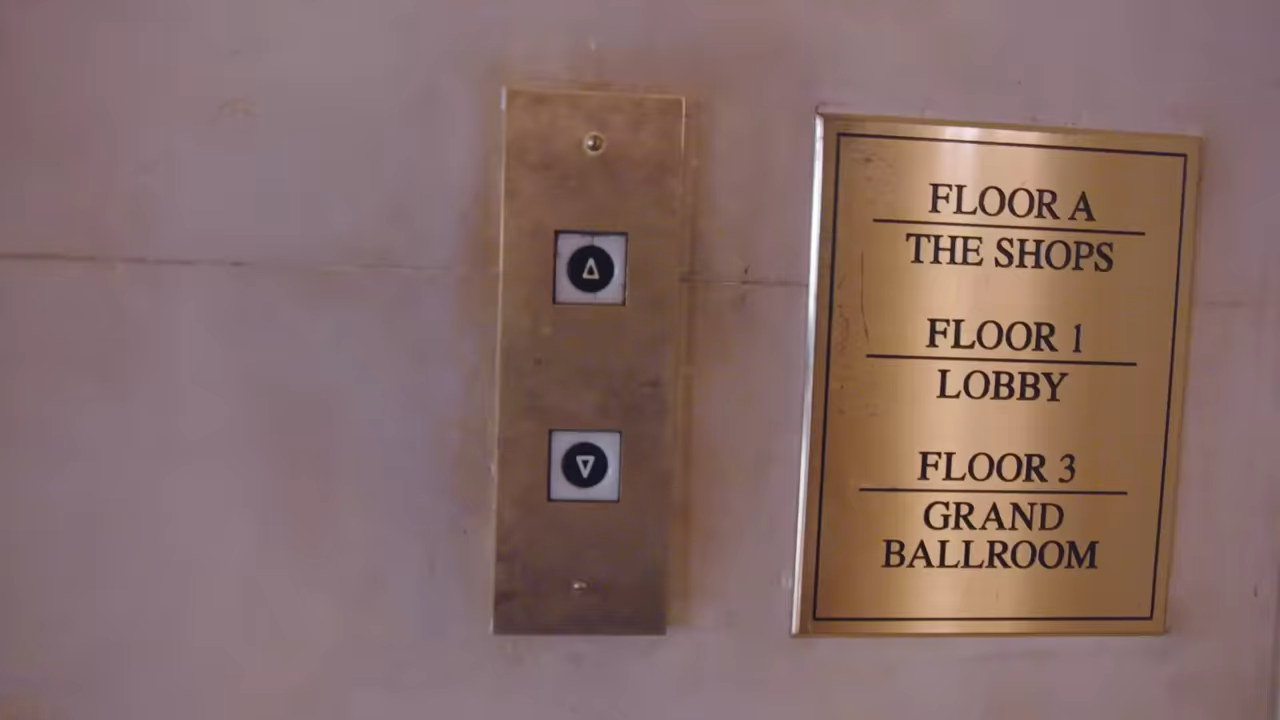 FLOOR A
THE SHOPS
FLOOR 1
LOBBY
FLOOR 3
GRAND
BALLROOM